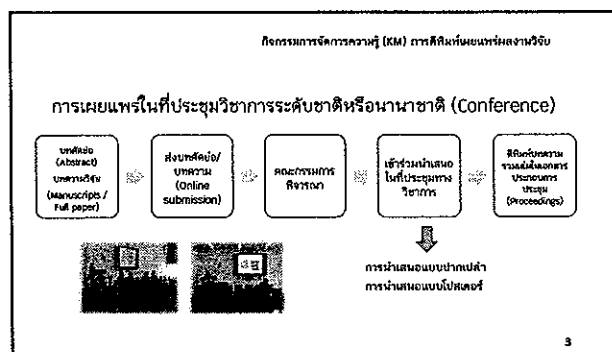 กิจกรรมการจัดการความรู้ (KM) การตีพิมพ์เผยแพร่ผลงานวิจัย
การเผยแพร่ในที่ประชุมวิชาการระดับชาติหรือนานาชาติ (Conference)
บทคัดย่อ
(Abstract)
บทความวิจัย
(Manuscripts /
Full paper)
ส่งบทคัดย่อ/
บทความ
(Online
submission)
คณะกรรมการ
พิจารณา
เข้าร่วมนำเสนอ
ในที่ประชุมทาง
วิชาการ
ตีพิมพ์บทความ
รวมเล่มในเอกสาร
ประกอบการ
ประชุม
(Proceedings)
การนำเสนอแบบปากเปล่า
การนำเสนอแบบโปสเตอร์
3